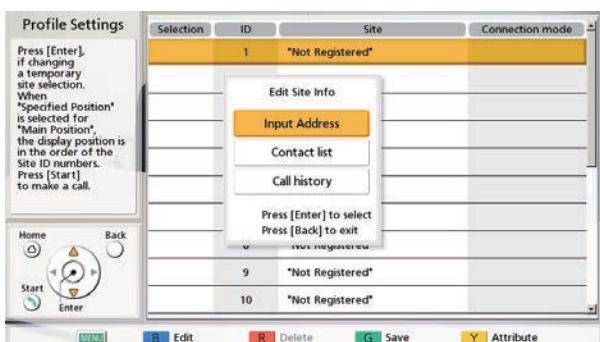 Profile Settings
Press [Enter],
if changing
a temporary
site selection.
When
"Specified Position"
is selected for
"Main Position",
the display position is
in the order of the
Site ID numbers.
Press [Start]
to make a call.
Home
Back
Start
Enter
Selection ID Site Connection mode
1 "Not Registered"
Edit Site Info
Input Address
Contact list
Call history
Press [Enter] to select
Press [Back] to exit
8 "Not Registered"
9 "Not Registered"
10 "Not Registered"
MENU B Edit R Delete G Save Y Attribute